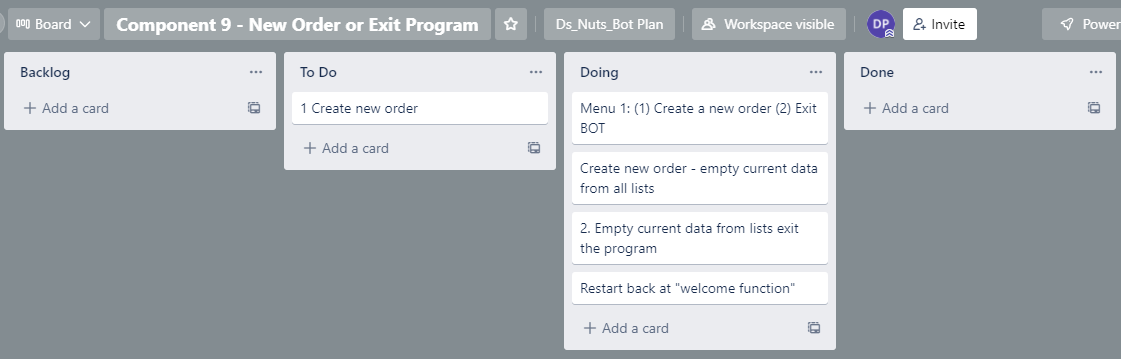 Board
Component 9 - New Order or Exit Program
Ds_Nuts_Bot Plan
Workspace visible
DP
Invite
Power
Backlog
Add a card
To Do
1 Create new order
Add a card
Doing
Menu 1: (1) Create a new order (2) Exit
BOT
Create new order - empty current data
from all lists
2. Empty current data from lists exit
the program
Restart back at "welcome function"
Add a card
Done
Add a card